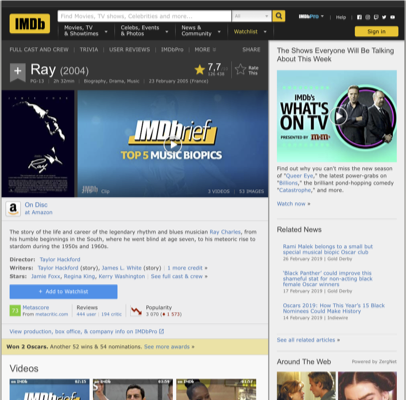 IMDb
Find Movies, TV shows, Celebrities and more...
All
IMDbPro
Help
Movies, TV & Showtimes
Celebs, Events & Photos
News & Community
Watchlist
Sign in
FULL CAST AND CREW | TRIVIA | USER REVIEWS | IMDbPro | MORE
SHARE
Ray (2004)
7,7
Rate This
PG-13 | 2h 32min | Biography, Drama, Music | 23 February 2005 (France)
IMDbrief
TOP 5 MUSIC BIOPICS
Clip
3 VIDEOS | 53 IMAGES
On Disc
at Amazon
The story of the life and career of the legendary rhythm and blues musician Ray Charles, from
his humble beginnings in the South, where he went blind at age seven, to his meteoric rise to
stardum during the 1950s and 1960s.
Director: Taylor Hackford
Writers: Taylor Hackford (story), James L. White (story) | 1 more credit »
Stars: Jamie Foxx, Regina King, Kerry Washington | See full cast & crew »
+ Add to Watchlist
73
Metascore
From metacritic.com
Reviews
444 user | 194 critic
Popularity
View production, box office, & company info on IMDbPro
Won 2 Oscars. Another 52 wins & 54 nominations. See more awards »
Videos
The Shows Everyone Will Be Talking
About This Week
IMDb's
WHAT'S
ON TV
PRESENTED BY M&M'S
Find out why you can't miss the new season
of "Queer Eye," the latest power-grabs on
"Billions," the brilliant pond-hopping comedy
"Catastrophe," and more.
Watch now »
Related News
Rami Malek belongs to a small but
special musical biopic Oscar club
26 February 2019 | Gold Derby
'Black Panther' could improve this
shameful stat for non-acting black
female Oscar winners
17 February 2019 | Gold Derby
Oscars 2019: How This Year's 15 Black
Nominees Could Make History
14 February 2019 | Indiewire
See all related articles »
Around The Web
Powered by ZergNet